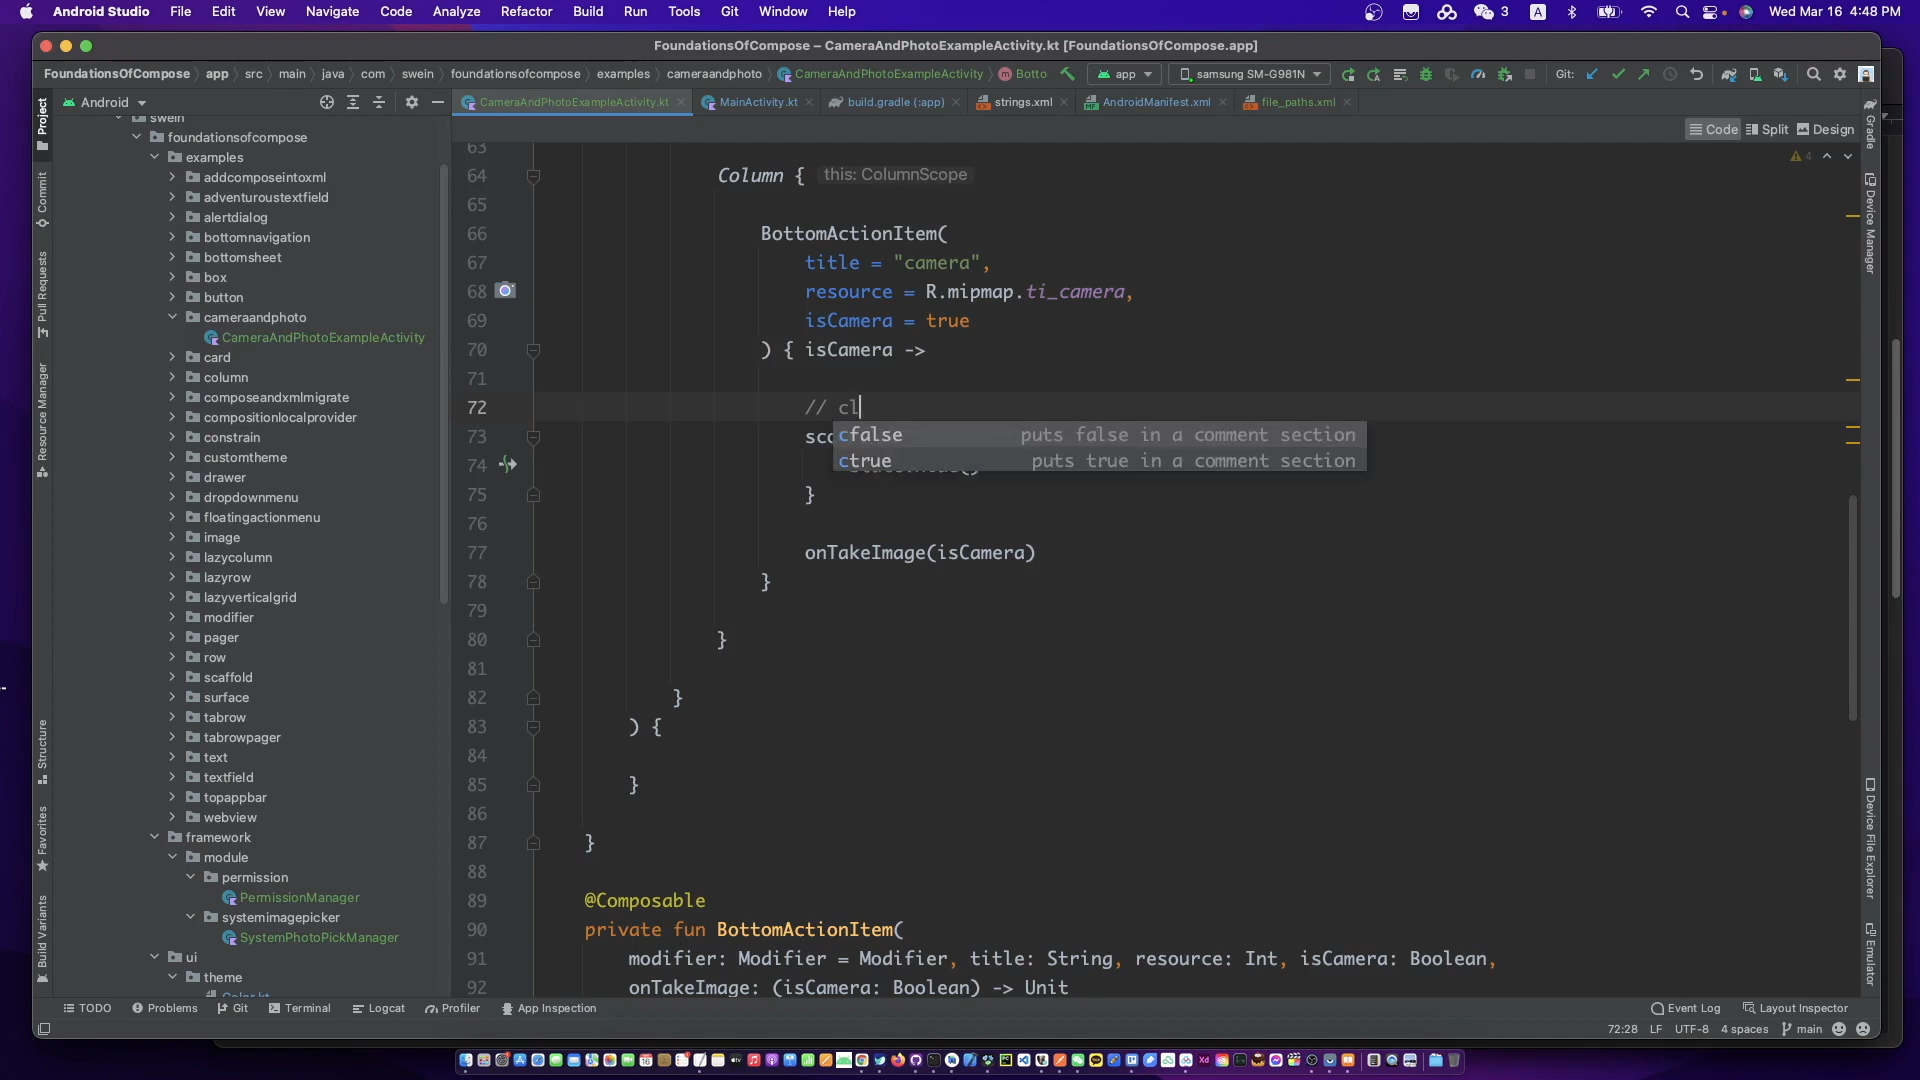 Android Studio File Edit View Navigate Code Analyze Refactor Build Run Tools Git Window Help 3 A Wed Mar 16 4:48 PM
FoundationsOfCompose – CameraAndPhotoExampleActivity.kt [FoundationsOfCompose.app]
FoundationsOfCompose app src main java com swein foundationsofcompose examples cameraandphoto CameraAndPhotoExampleActivity Botto app samsung SM-G981N Git:
Android CameraAndPhotoExampleActivity.kt MainActivity.kt build.gradle (:app) strings.xml AndroidManifest.xml file_paths.xml
Code Split Design
Project
Commit
Pull Requests
Resource Manager
Structure
Favorites
Build Variants
swein
foundationsofcompose
examples
addcomposeintoxml
adventuroustextfield
alertdialog
bottomnavigation
bottomsheet
box
button
cameraandphoto
CameraAndPhotoExampleActivity
card
column
composeandxmlmigrate
compositionlocalprovider
constrain
customtheme
drawer
dropdownmenu
floatingactionmenu
image
lazycolumn
lazyrow
lazyverticalgrid
modifier
pager
row
scaffold
surface
tabrow
tabrowpager
text
textfield
topappbar
webview
framework
module
permission
PermissionManager
systemimagepicker
SystemPhotoPickManager
ui
theme
Color.kt
4
63
64 Column { this: ColumnScope
65
66 BottomActionItem(
67 title = "camera",
68 resource = R.mipmap.ti_camera,
69 isCamera = true
70 ) { isCamera ->
71
72 // cl
cfalse puts false in a comment section
ctrue puts true in a comment section
73 sco
74
75 }
76
77 onTakeImage(isCamera)
78 }
79
80 }
81
82 }
83 ) {
84
85 }
86
87 }
88
89 @Composable
90 private fun BottomActionItem(
91 modifier: Modifier = Modifier, title: String, resource: Int, isCamera: Boolean,
92 onTakeImage: (isCamera: Boolean) -> Unit
Gradle
Device Manager
Device File Explorer
Emulator
TODO Problems Git Terminal Logcat Profiler App Inspection Event Log Layout Inspector
72:28 LF UTF-8 4 spaces main